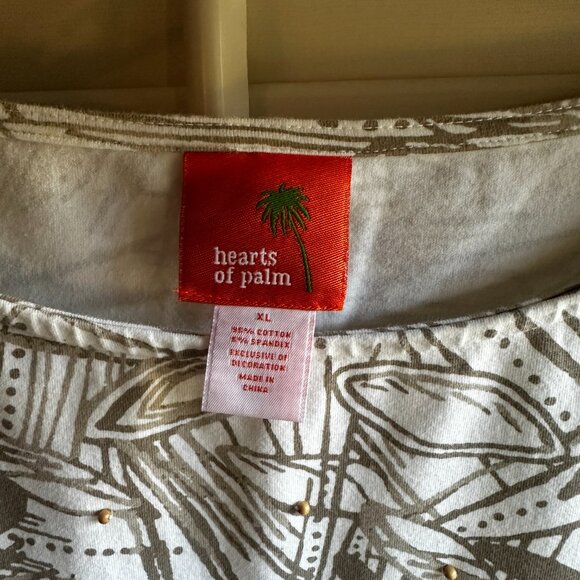 hearts
of palm
XL
95% COTTON
5% SPANDEX
EXCLUSIVE OF
DECORATION
MADE IN
CHINA